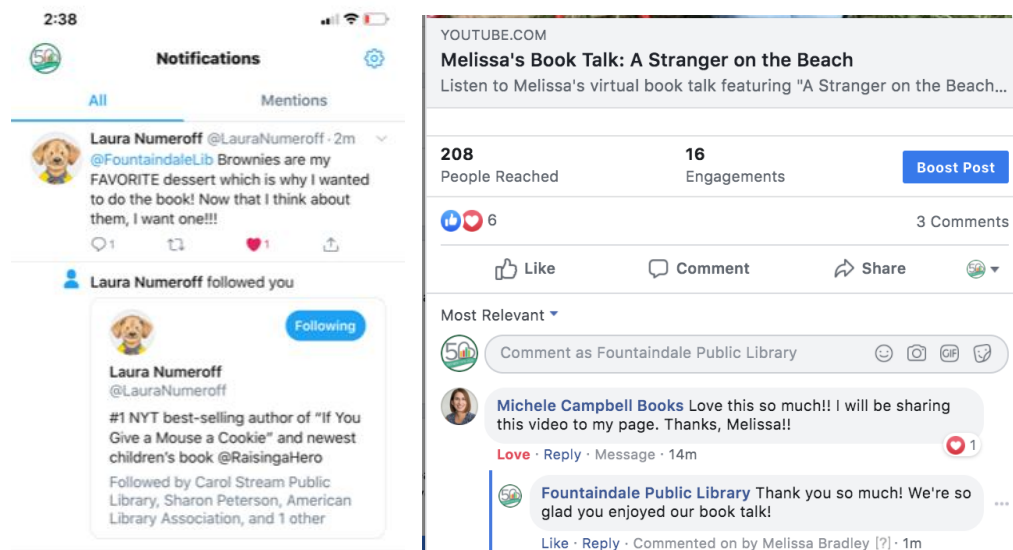 2:38
50
Notifications
All
Mentions
Laura Numeroff @LauraNumeroff · 2m
@FountaindaleLib Brownies are my
FAVORITE dessert which is why I wanted
to do the book! Now that I think about
them, I want one!!!
1
1
Laura Numeroff followed you
Following
Laura Numeroff
@LauraNumeroff
#1 NYT best-selling author of "If You
Give a Mouse a Cookie" and newest
children's book @RaisingaHero
Followed by Carol Stream Public
Library, Sharon Peterson, American
Library Association, and 1 other
YOUTUBE.COM
Melissa's Book Talk: A Stranger on the Beach
Listen to Melissa's virtual book talk featuring "A Stranger on the Beach...
208
People Reached
16
Engagements
Boost Post
6
3 Comments
Like
Comment
Share
50
Most Relevant
50
Comment as Fountaindale Public Library
GIF
Michele Campbell Books Love this so much!! I will be sharing
this video to my page. Thanks, Melissa!!
1
Love · Reply · Message · 14m
50
Fountaindale Public Library Thank you so much! We're so
glad you enjoyed our book talk!
Like · Reply · Commented on by Melissa Bradley [?] · 1m